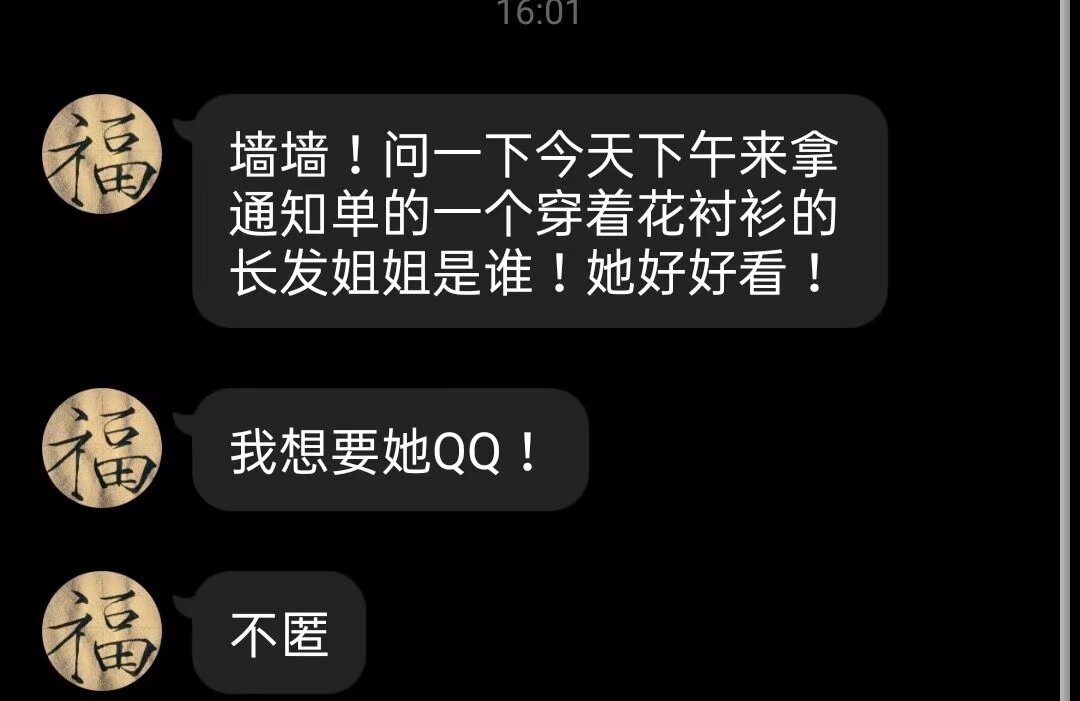 16:01
福
墙墙！问一下今天下午来拿
通知单的一个穿着花衬衫的
长发姐姐是谁！她好好看！
福
我想要她QQ！
福
不匿